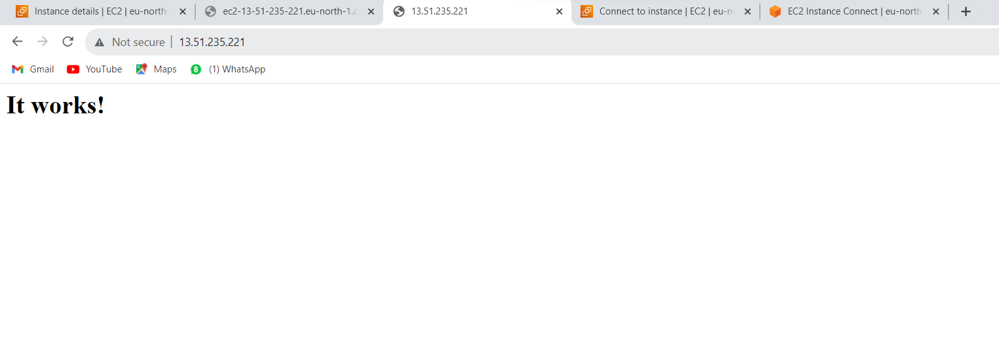 Instance details | EC2 | eu-north- ec2-13-51-235-221.eu-north-1.c 13.51.235.221 Connect to instance | EC2 | eu-n EC2 Instance Connect | eu-north
Not secure | 13.51.235.221
Gmail YouTube Maps 8 (1) WhatsApp
It works!